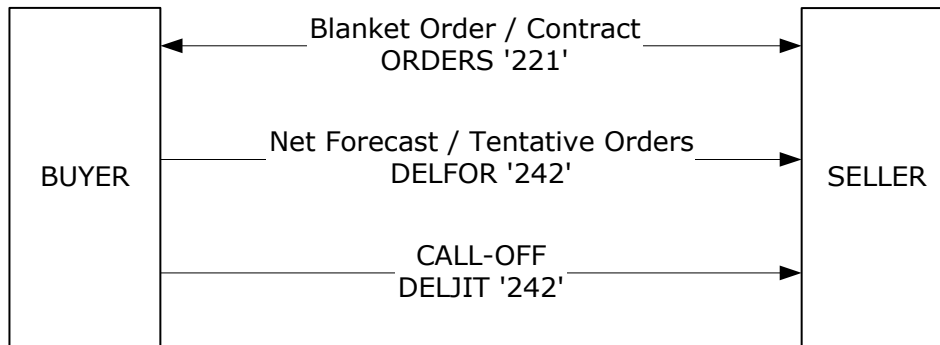 Blanket Order / Contract
ORDERS '221'
Net Forecast / Tentative Orders
DELFOR '242'
BUYER
SELLER
CALL-OFF
DELJIT '242'